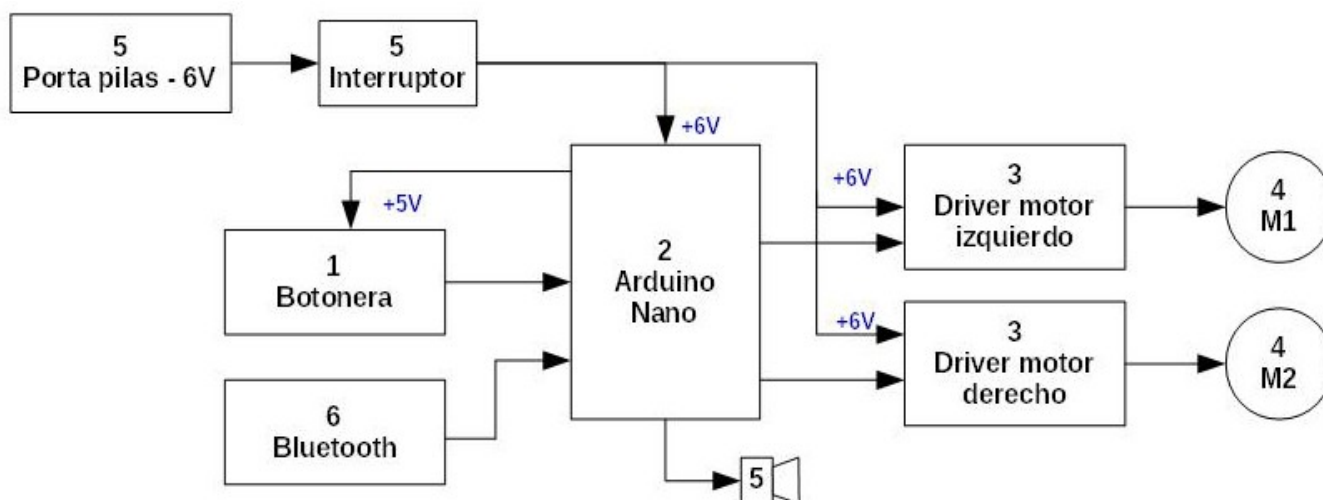 5
Porta pilas - 6V
5
Interruptor
+6V
+5V
1
Botonera
6
Bluetooth
2
Arduino
Nano
5
+6V
3
Driver motor
izquierdo
4
M1
+6V
3
Driver motor
derecho
4
M2